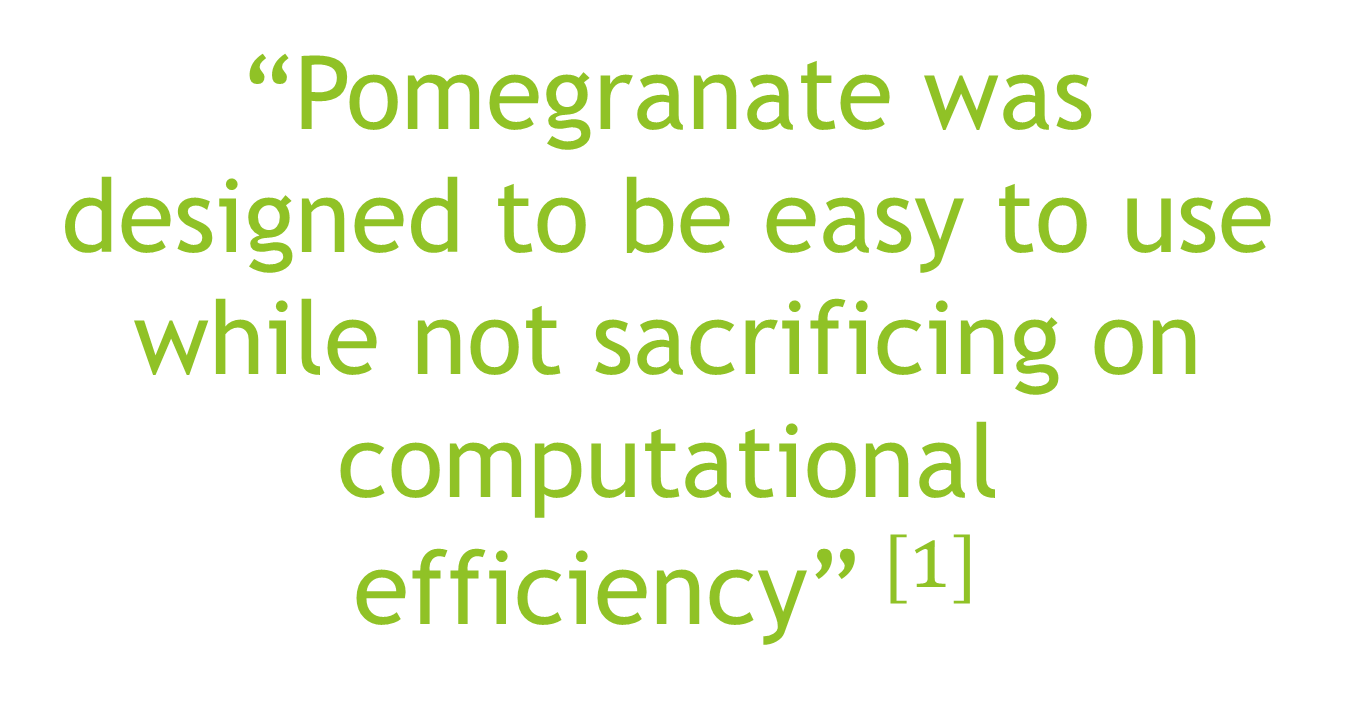 “Pomegranate was
designed to be easy to use
while not sacrificing on
computational
efficiency” [1]